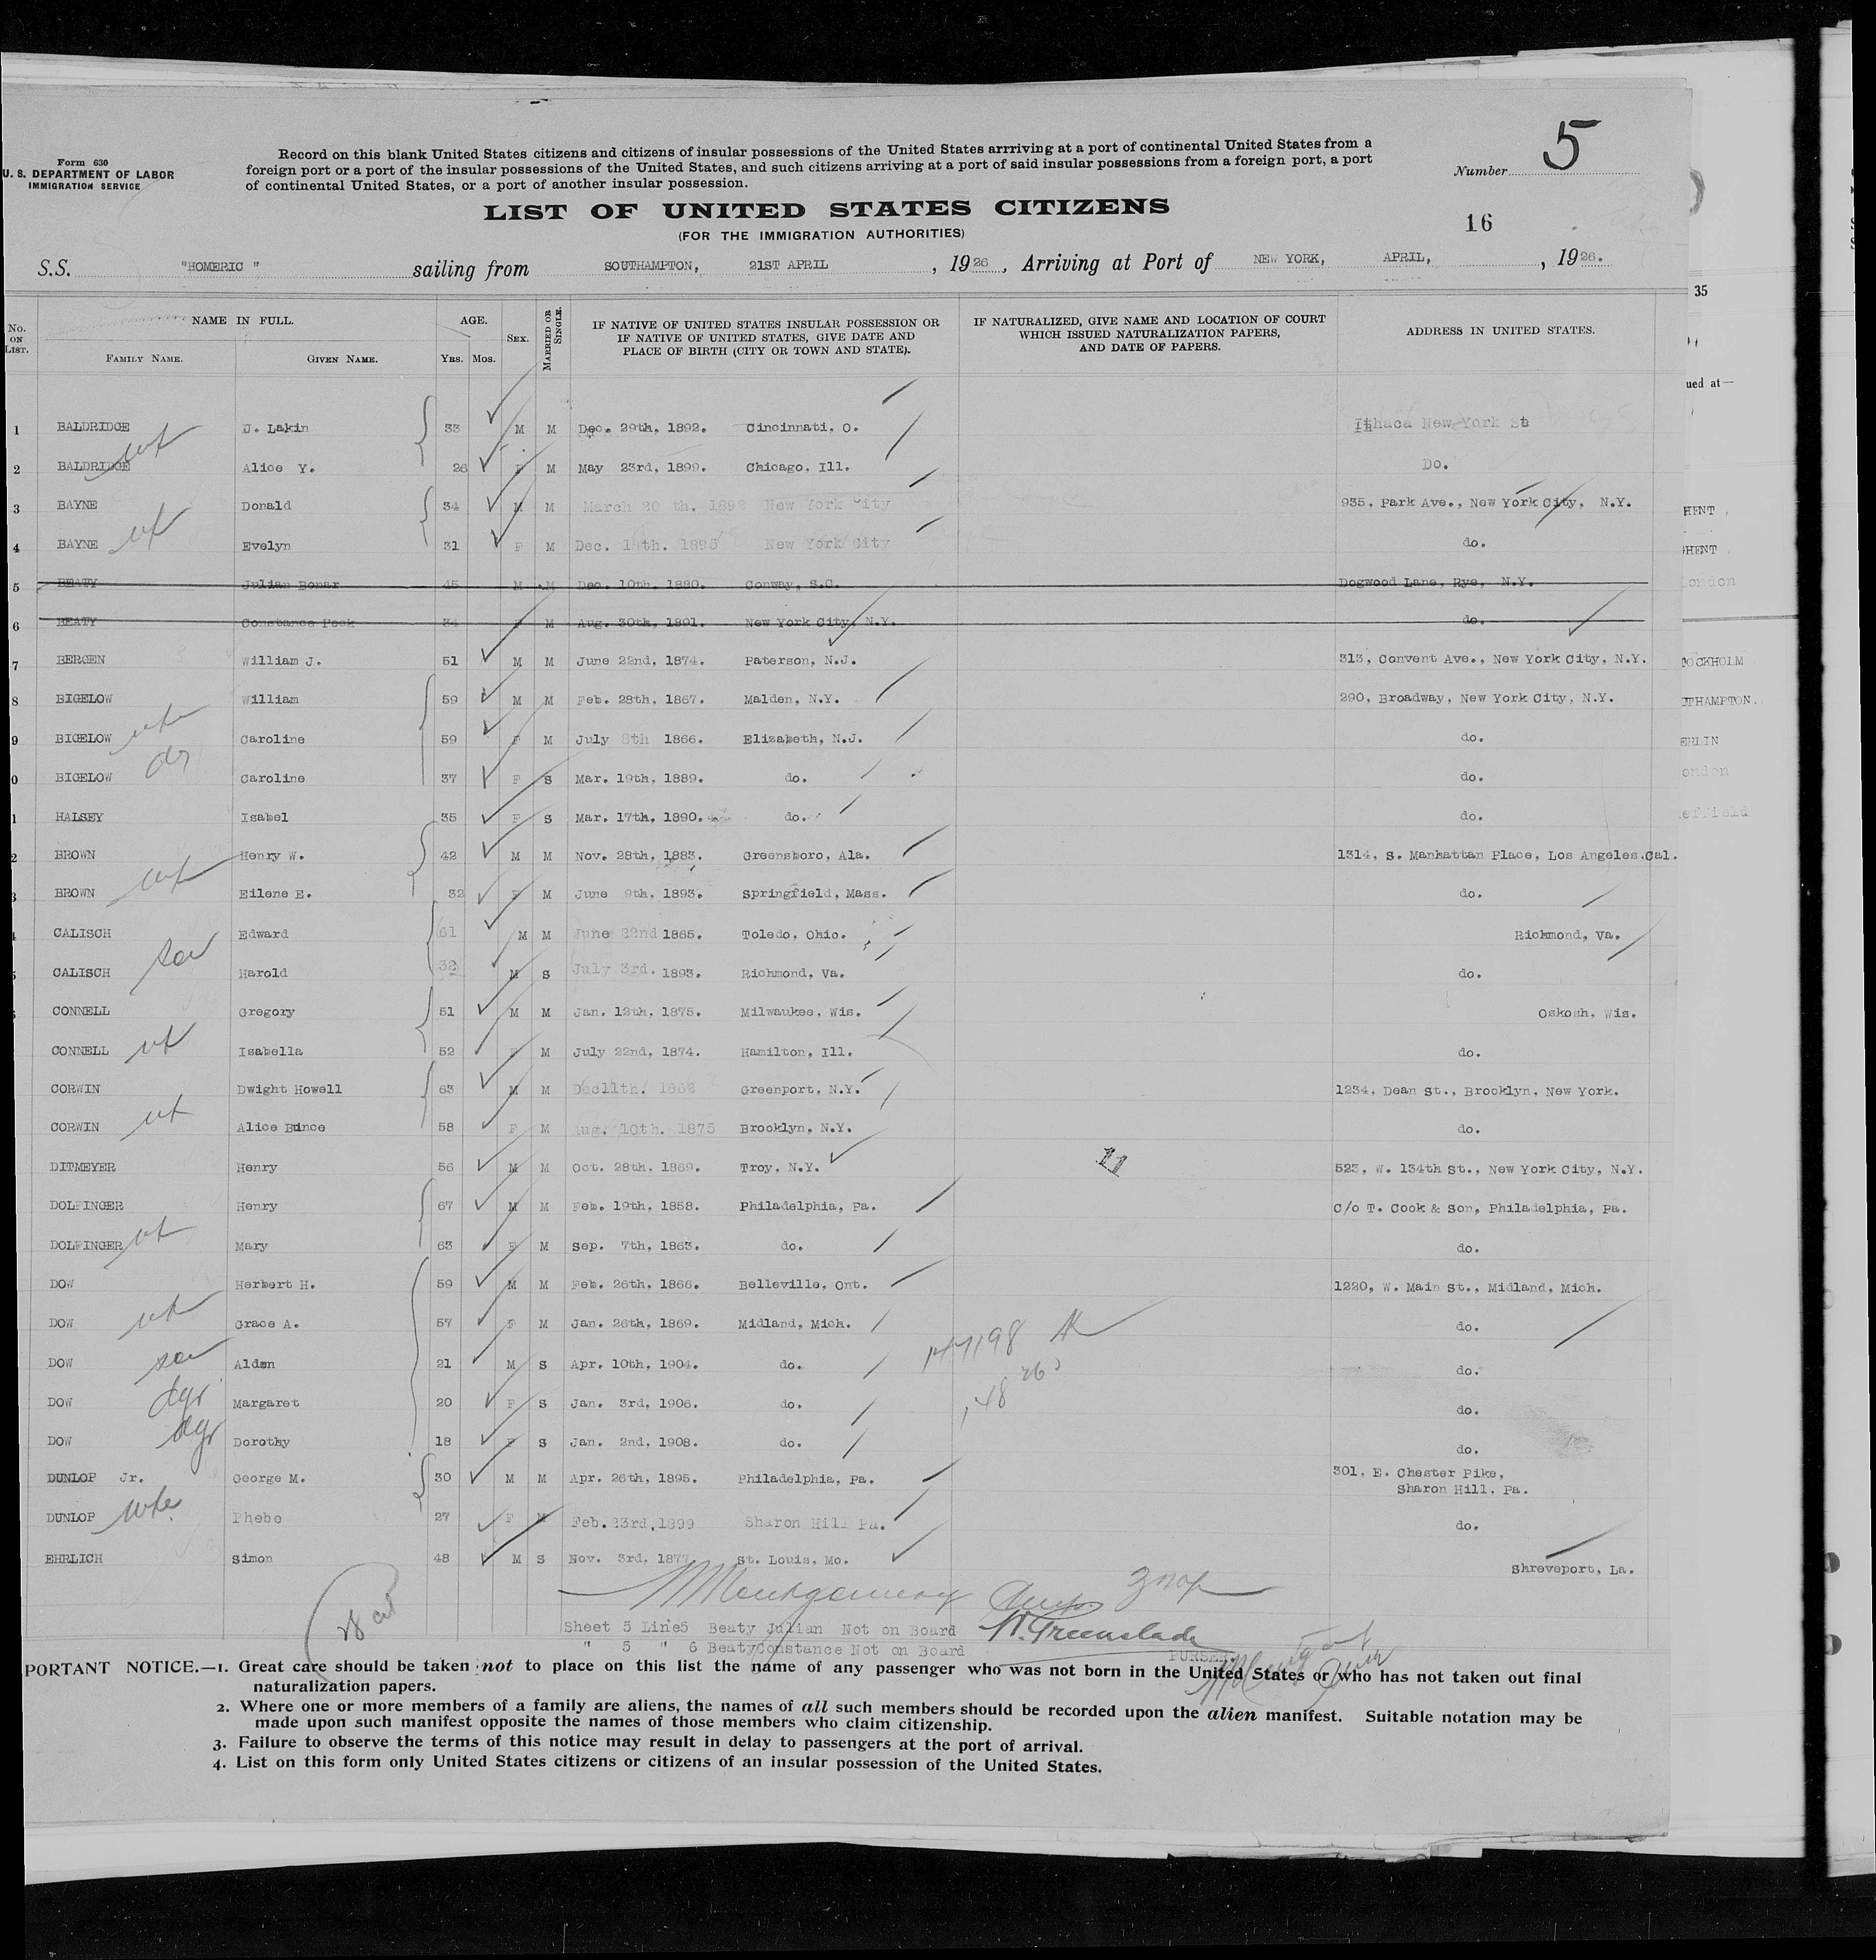 5
Form 630
U. S. DEPARTMENT OF LABOR
IMMIGRATION SERVICE
Record on this blank United States citizens and citizens of insular possessions of the United States arrriving at a port of continental United States from a
foreign port or a port of the insular possessions of the United States, and such citizens arriving at a port of said insular possessions from a foreign port, a port
of continental United States, or a port of another insular possession.
Number
LIST OF UNITED STATES CITIZENS
(FOR THE IMMIGRATION AUTHORITIES)
16
S.S. "HOMERIC " sailing from SOUTHAMPTON, 21ST APRIL , 1926 , Arriving at Port of NEW YORK, APRIL, , 1926.
35
No. ON LIST. NAME IN FULL. AGE. SEX. MARRIED OR SINGLE. IF NATIVE OF UNITED STATES INSULAR POSSESSION OR IF NATIVE OF UNITED STATES, GIVE DATE AND PLACE OF BIRTH (CITY OR TOWN AND STATE). IF NATURALIZED, GIVE NAME AND LOCATION OF COURT WHICH ISSUED NATURALIZATION PAPERS, AND DATE OF PAPERS. ADDRESS IN UNITED STATES.
FAMILY NAME. GIVEN NAME. YRS. MOS.
ued at—
1 BALDRIDGE J. Lakin 33 M M Dec. 29th, 1892. Cincinnati, O. Ithaca New York St
2 BALDRIDGE Alice Y. 26 F M May 23rd, 1899. Chicago, Ill. Do.
3 BAYNE Donald 34 M M March 20 th. 1892 New York City 935, Park Ave., New York City, N.Y.
4 BAYNE Evelyn 31 F M Dec. 1 th. 1895 New York City do.
5 BEATY Julian Bonar 45 M M Dec. 10th, 1880. Conway, S.C. Dogwood Lane, Rye, N.Y.
6 BEATY Constance Peck 34 F M Aug. 30th, 1891. New York City, N.Y. do.
7 BERGEN William J. 51 M M June 22nd, 1874. Paterson, N.J. 313, Convent Ave., New York City, N.Y.
8 BIGELOW William 59 M M Feb. 28th, 1867. Malden, N.Y. 290, Broadway, New York City, N.Y.
9 BIGELOW Caroline 59 F M July 8th 1866. Elizabeth, N.J. do.
0 BIGELOW Caroline 37 F S Mar. 19th, 1889. do. do.
1 HALSEY Isabel 35 F S Mar. 17th, 1890. do. do.
2 BROWN Henry W. 42 M M Nov. 28th, 1883. Greensboro, Ala. 1314, S. Manhattan Place, Los Angeles.Cal.
3 BROWN Eilene E. 32 F M June 9th, 1893. Springfield, Mass. do.
CALISCH Edward 61 M M June 22nd 1865. Toledo, Ohio. Richmond, Va.
CALISCH Harold 32 M S July 3rd. 1893. Richmond, Va. do.
CONNELL Gregory 51 M M Jan. 12th, 1875. Milwaukee, Wis. Oskosh, Wis.
CONNELL Isabella 52 F M July 22nd, 1874. Hamilton, Ill. do.
CORWIN Dwight Howell 63 M M Dec11th. 1862 Greenport, N.Y. 1234, Dean St., Brooklyn, New York.
CORWIN Alice Bunce 58 F M Aug. 10th. 1875 Brooklyn, N.Y. do.
DITMEYER Henry 56 M M Oct. 28th, 1869. Troy, N.Y. 523, W. 134th St., New York City, N.Y.
DOLFINGER Henry 67 M M Feb. 19th, 1858. Philadelphia, Pa. C/o T. Cook & Son, Philadelphia, Pa.
DOLFINGER Mary 63 F M Sep. 7th, 1863. do. do.
DOW Herbert H. 59 M M Feb. 26th, 1866. Belleville, Ont. 1220, W. Main St., Midland, Mich.
DOW Grace A. 57 F M Jan. 26th, 1869. Midland, Mich. do.
DOW Alden 21 M S Apr. 10th, 1904. do. do.
DOW Margaret 20 F S Jan. 3rd, 1906. do. do.
DOW Dorothy 18 F S Jan. 2nd, 1908. do. do.
DUNLOP Jr. George M. 30 M M Apr. 26th, 1895. Philadelphia, Pa. 301, E. Chester Pike,
Sharon Hill, Pa.
DUNLOP Phebe 27 F M Feb.23rd,1899 Sharon Hill Pa. do.
EHRLICH Simon 48 M S Nov. 3rd, 1877 St. Louis, Mo. Shreveport, La.
Sheet 5 Line5 Beaty Julian Not on Board
" 5 " 6 BeatyConstance Not on Board
PURSER.
PORTANT NOTICE.—1. Great care should be taken not to place on this list the name of any passenger who was not born in the United States or who has not taken out final
naturalization papers.
2. Where one or more members of a family are aliens, the names of all such members should be recorded upon the alien manifest. Suitable notation may be
made upon such manifest opposite the names of those members who claim citizenship.
3. Failure to observe the terms of this notice may result in delay to passengers at the port of arrival.
4. List on this form only United States citizens or citizens of an insular possession of the United States.